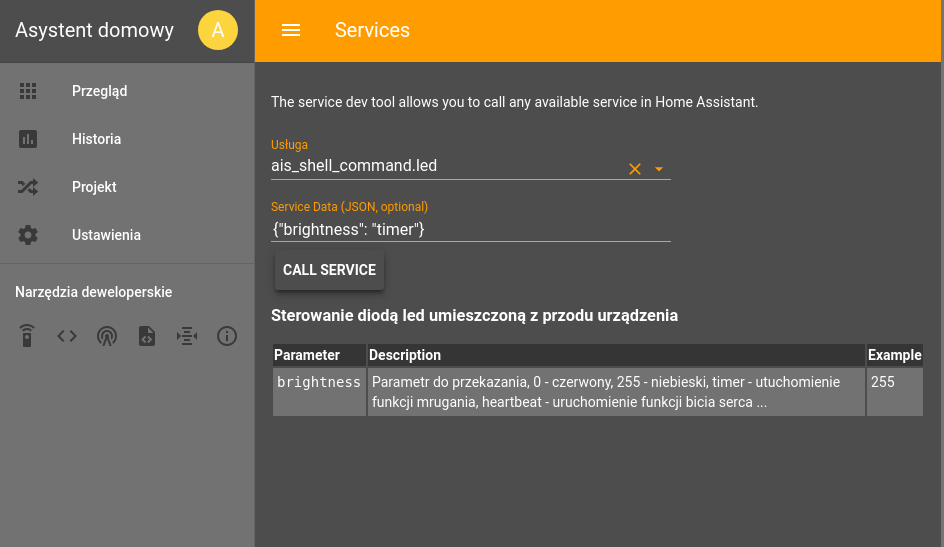 Asystent domowy
A
Services
Przegląd
Historia
Projekt
Ustawienia
Narzędzia deweloperskie
The service dev tool allows you to call any available service in Home Assistant.
Usługa
ais_shell_command.led
Service Data (JSON, optional)
{"brightness": "timer"}
CALL SERVICE
Sterowanie diodą led umieszczoną z przodu urządzenia
Parameter Description Example
brightness Parametr do przekazania, 0 - czerwony, 255 - niebieski, timer - utuchomienie 255
funkcji mrugania, heartbeat - uruchomienie funkcji bicia serca ...